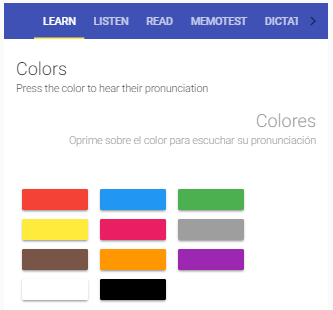 LEARN LISTEN READ MEMOTEST DICTAT
Colors
Press the color to hear their pronunciation
Colores
Oprime sobre el color para escuchar su pronunciación